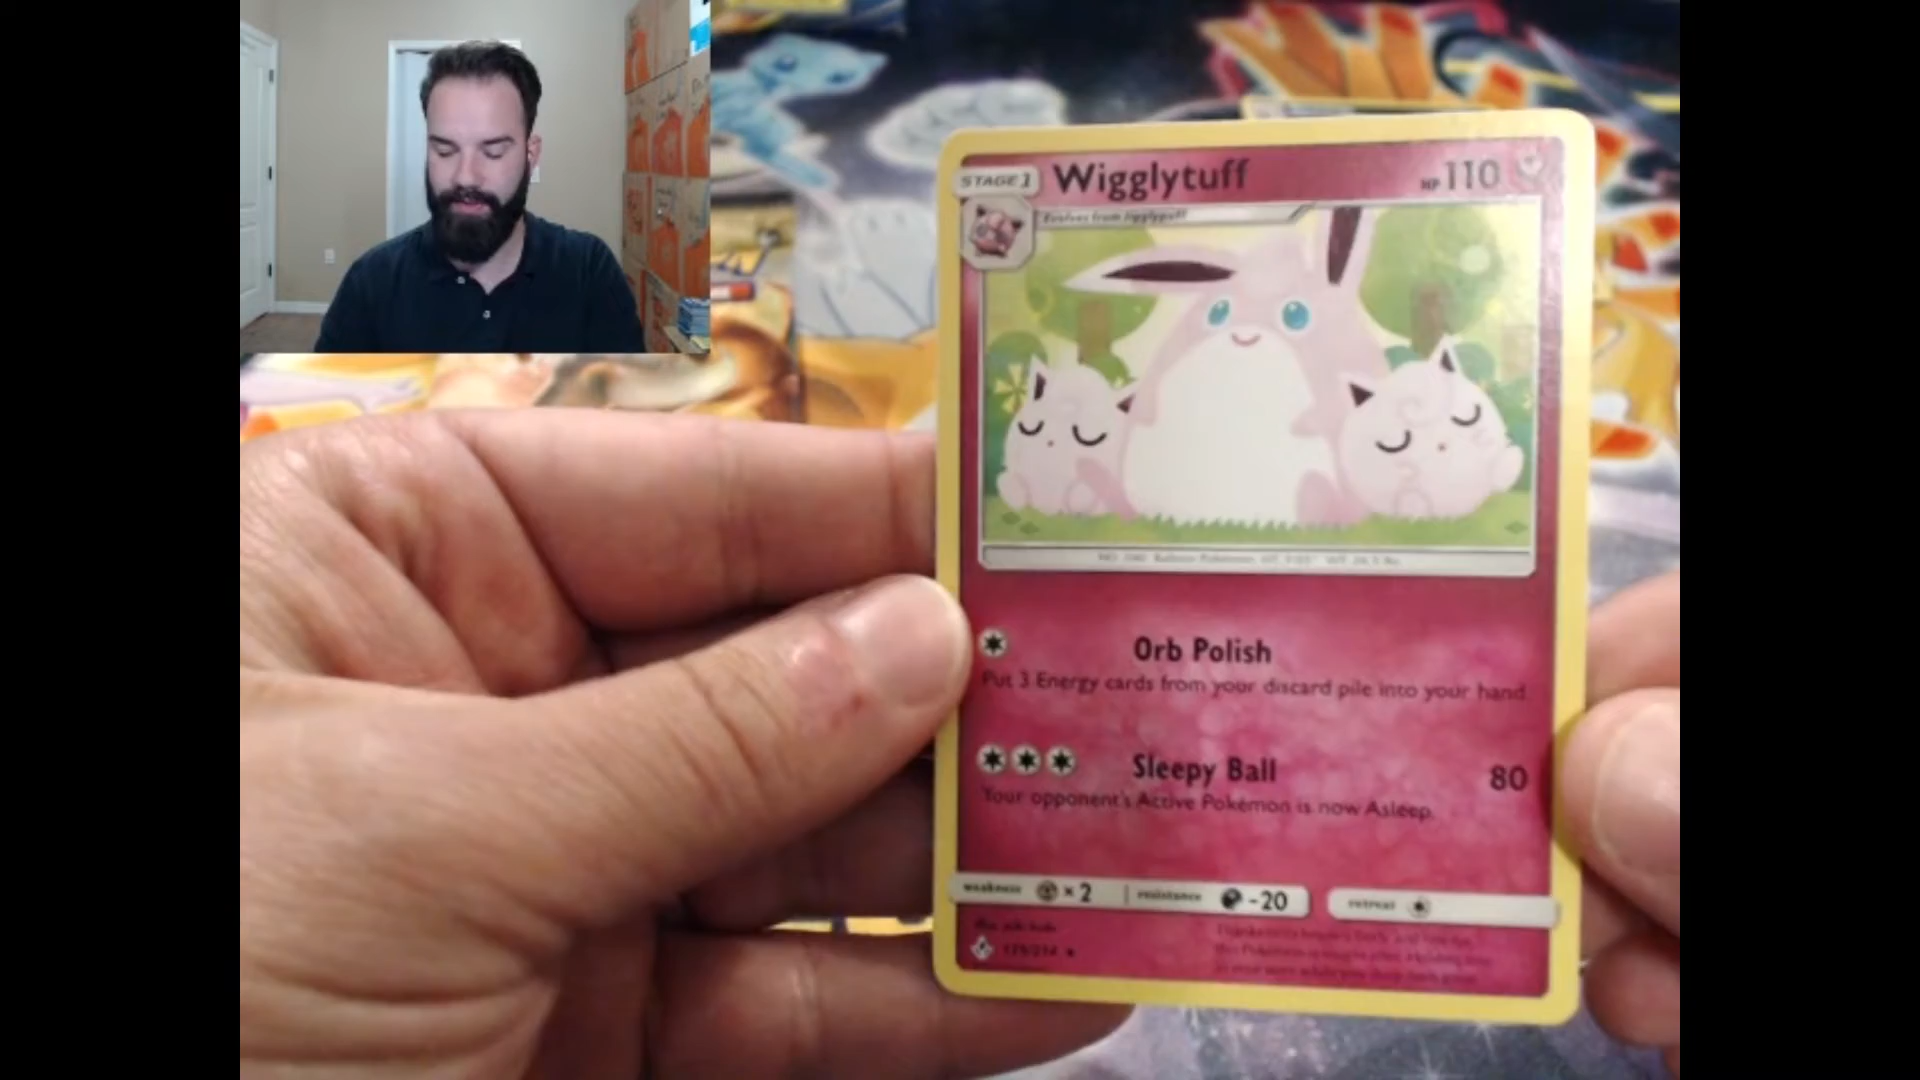 STAGE 1 Wigglytuff HP 110
Evolves from Jigglypuff
Orb Polish
Put 3 Energy cards from your discard pile into your hand.
Sleepy Ball 80
Your opponent's Active Pokémon is now Asleep.
weakness ×2 resistance -20 retreat